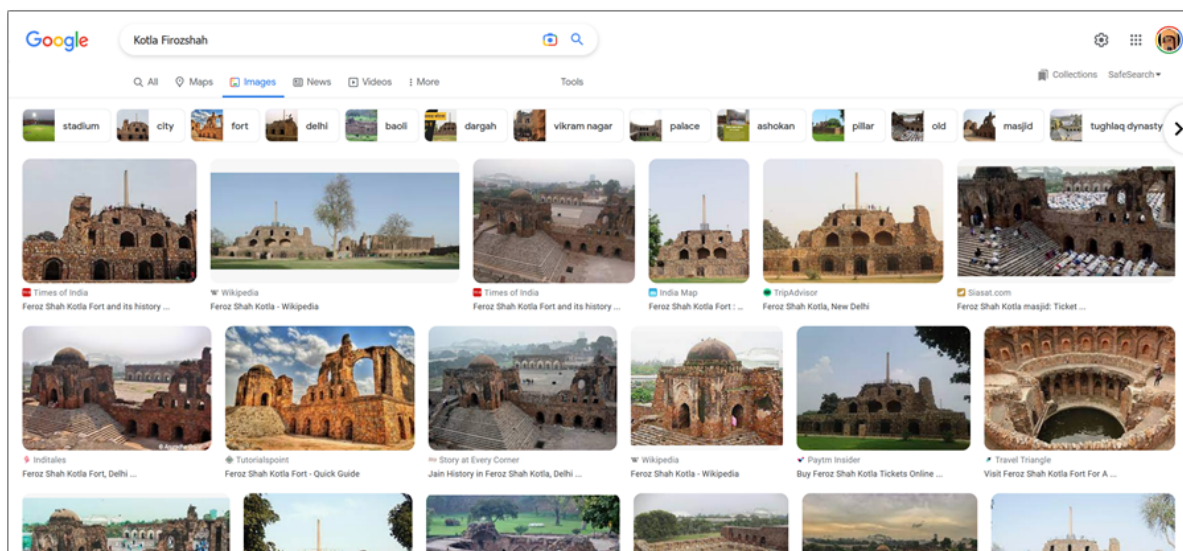 Google
Kotla Firozshah
All Maps Images News Videos More Tools
Collections SafeSearch
stadium city fort delhi baoli dargah vikram nagar palace ashokan pillar old masjid tughlaq dynasty
Times of India Wikipedia Times of India India Map TripAdvisor Siasat.com
Feroz Shah Kotla Fort and its history ... Feroz Shah Kotla - Wikipedia Feroz Shah Kotla Fort and its history ... Feroz Shah Kotla Fort : ... Feroz Shah Kotla, New Delhi Feroz Shah Kotla masjid: Ticket ...
Inditales Tutorialspoint Story at Every Corner Wikipedia Paytm Insider Travel Triangle
Feroz Shah Kotla Fort, Delhi ... Feroz Shah Kotla Fort - Quick Guide Jain History in Feroz Shah Kotla, Delhi ... Feroz Shah Kotla - Wikipedia Buy Feroz Shah Kotla Tickets Online ... Visit Feroz Shah Kotla Fort For A ...